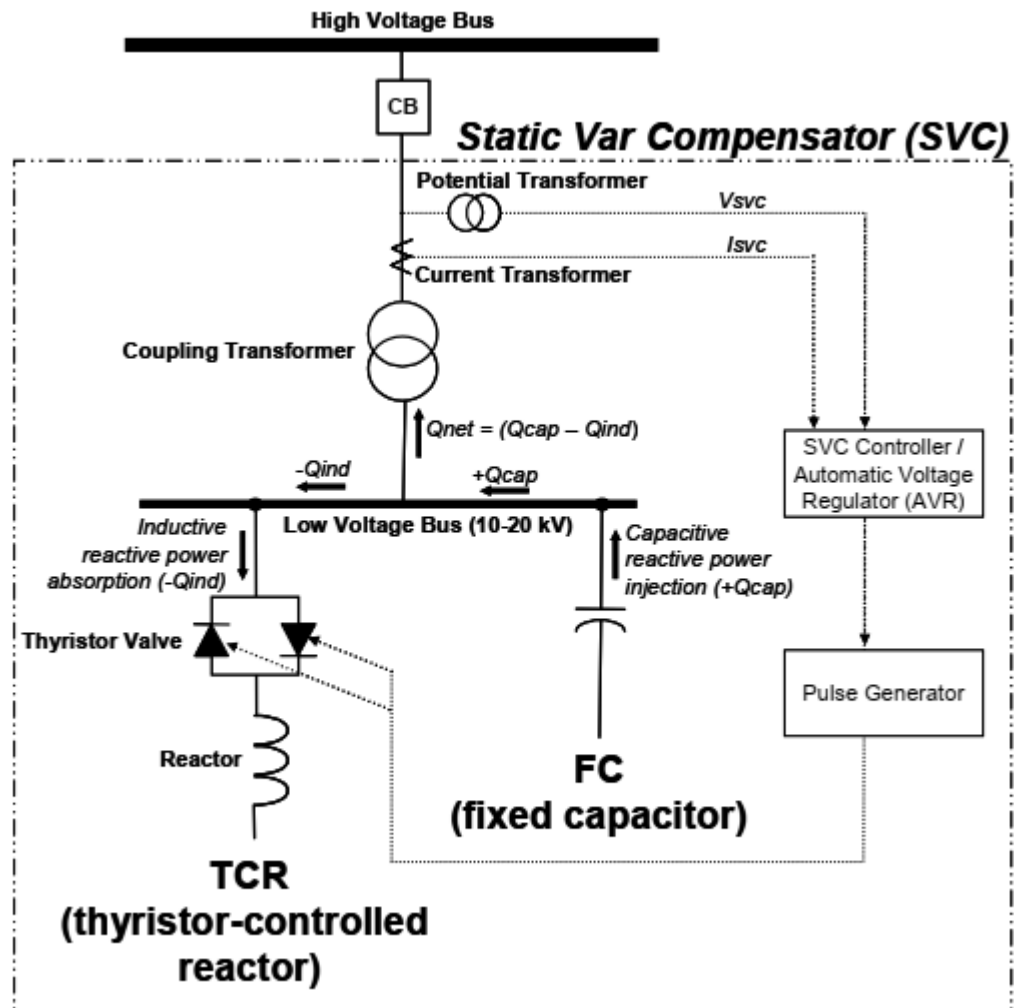 High Voltage Bus
CB
Static Var Compensator (SVC)
Potential Transformer
Vsvc
Isvc
Current Transformer
Coupling Transformer
Qnet = (Qcap – Qind)
SVC Controller /
Automatic Voltage
Regulator (AVR)
-Qind
+Qcap
Low Voltage Bus (10-20 kV)
Inductive
reactive power
absorption (-Qind)
Capacitive
reactive power
injection (+Qcap)
Thyristor Valve
Pulse Generator
Reactor
FC
(fixed capacitor)
TCR
(thyristor-controlled
reactor)